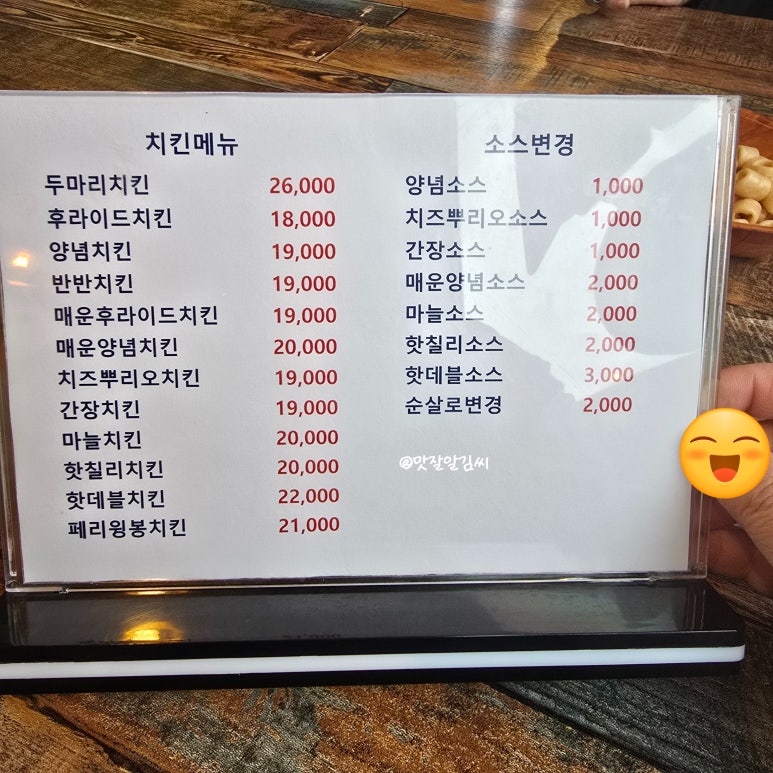 치킨메뉴
두마리치킨 26,000
후라이드치킨 18,000
양념치킨 19,000
반반치킨 19,000
매운후라이드치킨 19,000
매운양념치킨 20,000
치즈뿌리오치킨 19,000
간장치킨 19,000
마늘치킨 20,000
핫칠리치킨 20,000
핫데블치킨 22,000
페리윙봉치킨 21,000
소스변경
양념소스 1,000
치즈뿌리오소스 1,000
간장소스 1,000
매운양념소스 2,000
마늘소스 2,000
핫칠리소스 2,000
핫데블소스 3,000
순살로변경 2,000
@맛잘알김씨